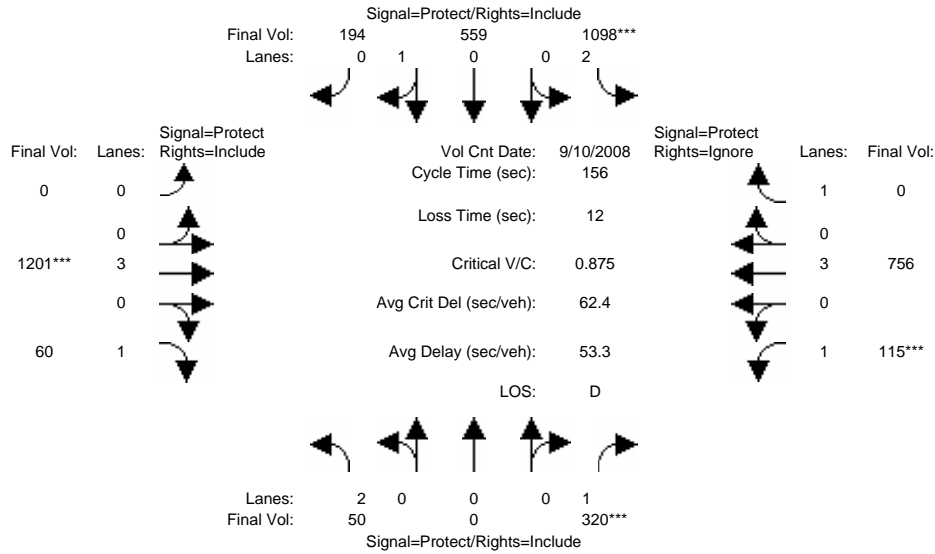 Signal=Protect/Rights=Include
Final Vol: 194 559 1098***
Lanes: 0 1 0 0 2
Signal=Protect Signal=Protect
Final Vol: Lanes: Rights=Include Vol Cnt Date: 9/10/2008 Rights=Ignore Lanes: Final Vol:
Cycle Time (sec): 156
0 0 1 0
Loss Time (sec): 12
0 0
1201*** 3 Critical V/C: 0.875 3 756
0 Avg Crit Del (sec/veh): 62.4 0
60 1 Avg Delay (sec/veh): 53.3 1 115***
LOS: D
Lanes: 2 0 0 0 1
Final Vol: 50 0 320***
Signal=Protect/Rights=Include